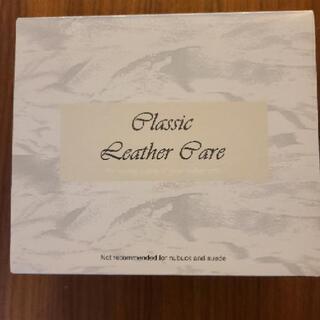 Classic
Leather Care
Not recommended for nubuck and suede